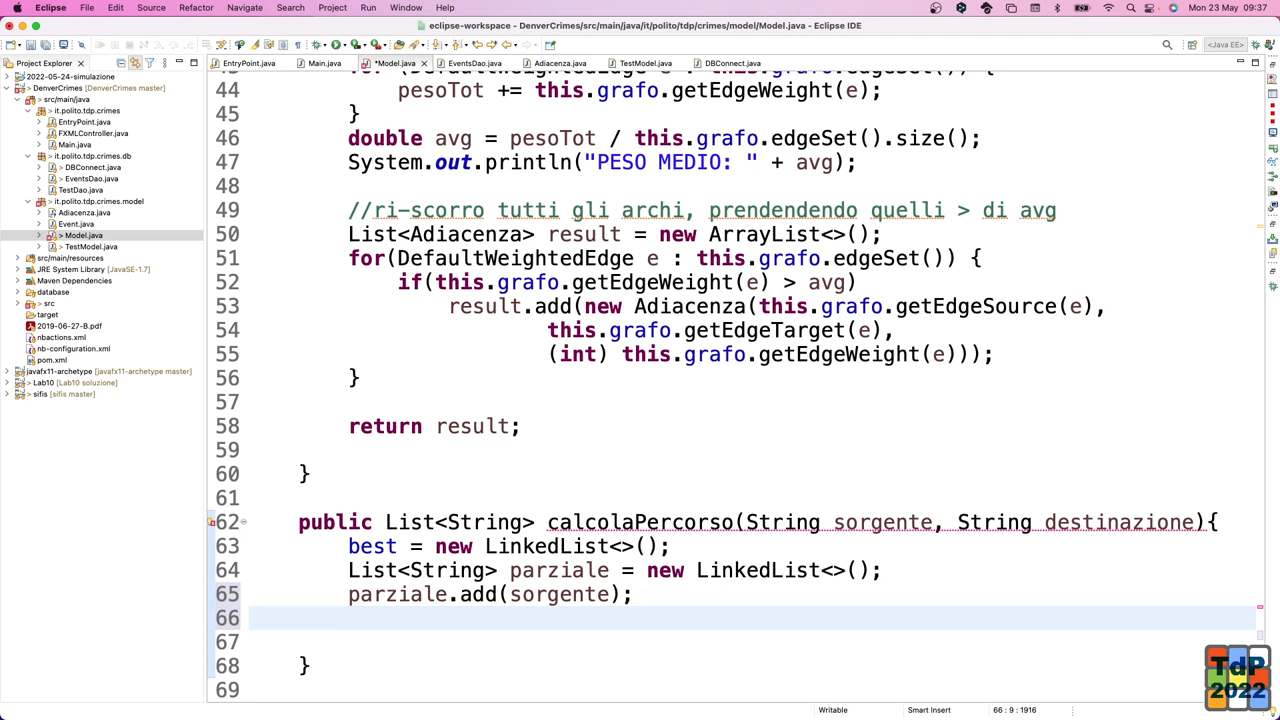 Eclipse File Edit Source Refactor Navigate Search Project Run Window Help Mon 23 May 09:37
eclipse-workspace - DenverCrimes/src/main/java/it/polito/tdp/crimes/model/Model.java - Eclipse IDE
<Java EE>
Project Explorer
EntryPoint.java Main.java *Model.java EventsDao.java Adiacenza.java TestModel.java DBConnect.java
2022-05-24-simulazione
DenverCrimes [DenverCrimes master]
src/main/java
it.polito.tdp.crimes
EntryPoint.java
FXMLController.java
Main.java
it.polito.tdp.crimes.db
DBConnect.java
EventsDao.java
TestDao.java
it.polito.tdp.crimes.model
Adiacenza.java
Event.java
> Model.java
TestModel.java
src/main/resources
JRE System Library [JavaSE-1.7]
Maven Dependencies
database
> src
target
2019-06-27-B.pdf
nbactions.xml
nb-configuration.xml
pom.xml
javafx11-archetype [javafx11-archetype master]
> Lab10 [Lab10 soluzione]
> sifis [sifis master]
43 for (DefaultWeightedEdge e : this.grafo.edgeSet()) {
44 pesoTot += this.grafo.getEdgeWeight(e);
45 }
46 double avg = pesoTot / this.grafo.edgeSet().size();
47 System.out.println("PESO MEDIO: " + avg);
48
49 //ri-scorro tutti gli archi, prendendendo quelli > di avg
50 List<Adiacenza> result = new ArrayList<>();
51 for(DefaultWeightedEdge e : this.grafo.edgeSet()) {
52 if(this.grafo.getEdgeWeight(e) > avg)
53 result.add(new Adiacenza(this.grafo.getEdgeSource(e),
54 this.grafo.getEdgeTarget(e),
55 (int) this.grafo.getEdgeWeight(e)));
56 }
57
58 return result;
59
60 }
61
62 public List<String> calcolaPercorso(String sorgente, String destinazione){
63 best = new LinkedList<>();
64 List<String> parziale = new LinkedList<>();
65 parziale.add(sorgente);
66
67
68 }
69
TdP
2022
Writable Smart Insert 66 : 9 : 1916